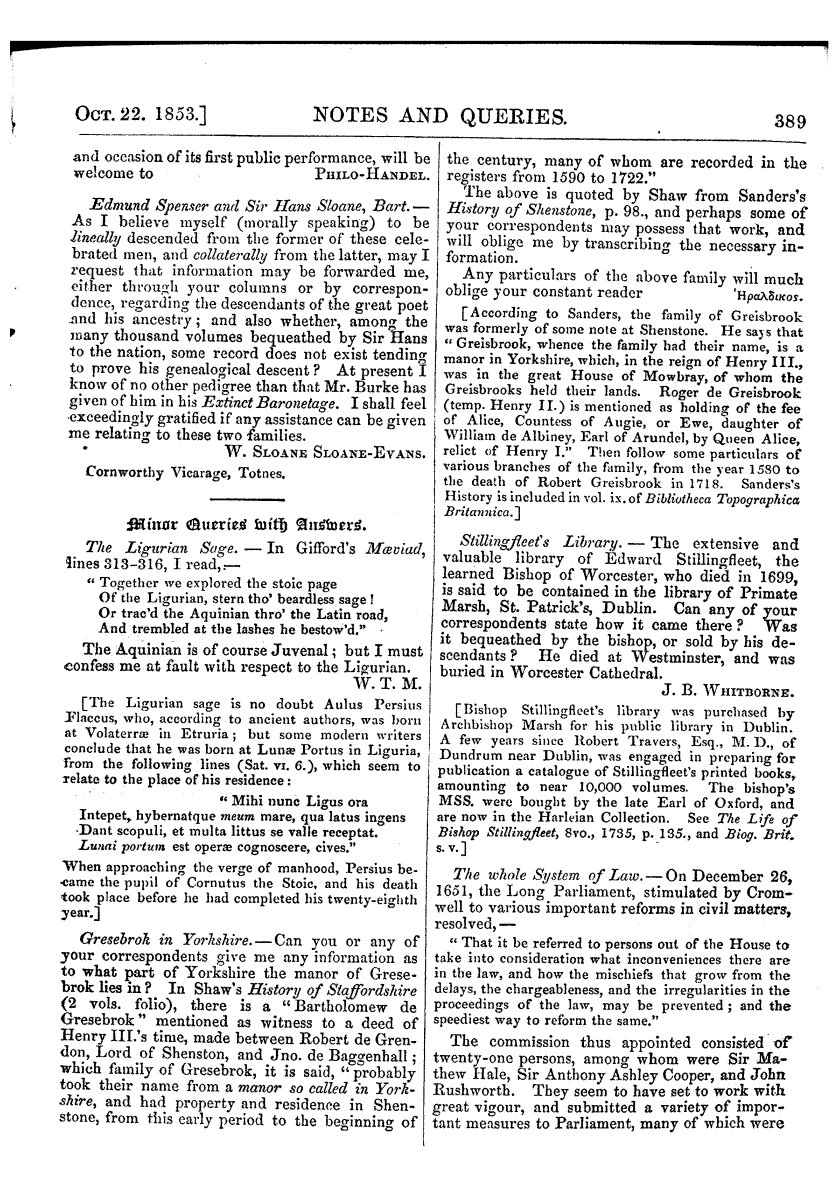 OCT. 22. 1853.] NOTES AND QUERIES. 389
and occasion of its first public performance, will be
welcome to PHILO-HANDEL.
Edmund Spenser and Sir Hans Sloane, Bart.—
As I believe myself (morally speaking) to be
lineally descended from the former of these cele-
brated men, and collaterally from the latter, may I
request that information may be forwarded me,
either through your columns or by correspon-
dence, regarding the descendants of the great poet
and his ancestry; and also whether, among the
many thousand volumes bequeathed by Sir Hans
to the nation, some record does not exist tending
to prove his genealogical descent? At present I
know of no other pedigree than that Mr. Burke has
given of him in his Extinct Baronetage. I shall feel
exceedingly gratified if any assistance can be given
me relating to these two families.
W. SLOANE SLOANE-EVANS.
Cornworthy Vicarage, Totnes.
Minor Queries with Answers.
The Ligurian Sage. — In Gifford's Mæviad,
lines 313-316, I read,—
" Together we explored the stoic page
Of the Ligurian, stern tho' beardless sage!
Or trac'd the Aquinian thro' the Latin road,
And trembled at the lashes he bestow'd."
The Aquinian is of course Juvenal; but I must
confess me at fault with respect to the Ligurian.
W. T. M.
[The Ligurian sage is no doubt Aulus Persius
Flaccus, who, according to ancient authors, was born
at Volaterræ in Etruria; but some modern writers
conclude that he was born at Lunæ Portus in Liguria,
from the following lines (Sat. VI. 6.), which seem to
relate to the place of his residence:
" Mihi nunc Ligus ora
Intepet, hybernatque meum mare, qua latus ingens
Dant scopuli, et multa littus se valle receptat.
Lunai portum est operæ cognoscere, cives."
When approaching the verge of manhood, Persius be-
came the pupil of Cornutus the Stoic, and his death
took place before he had completed his twenty-eighth
year.]
Gresebrok in Yorkshire.—Can you or any of
your correspondents give me any information as
to what part of Yorkshire the manor of Grese-
brok lies in? In Shaw's History of Staffordshire
(2 vols. folio), there is a "Bartholomew de
Gresebrok" mentioned as witness to a deed of
Henry III.'s time, made between Robert de Gren-
don, Lord of Shenston, and Jno. de Baggenhall;
which family of Gresebrok, it is said, "probably
took their name from a manor so called in York-
shire, and had property and residence in Shen-
stone, from this early period to the beginning of
the century, many of whom are recorded in the
registers from 1590 to 1722."
The above is quoted by Shaw from Sanders's
History of Shenstone, p. 98., and perhaps some of
your correspondents may possess that work, and
will oblige me by transcribing the necessary in-
formation.
Any particulars of the above family will much
oblige your constant reader Ἡραλδικος.
[According to Sanders, the family of Greisbrook
was formerly of some note at Shenstone. He says that
" Greisbrook, whence the family had their name, is a
manor in Yorkshire, which, in the reign of Henry III.,
was in the great House of Mowbray, of whom the
Greisbrooks held their lands. Roger de Greisbrook
(temp. Henry II.) is mentioned as holding of the fee
of Alice, Countess of Augie, or Ewe, daughter of
William de Albiney, Earl of Arundel, by Queen Alice,
relict of Henry I." Then follow some particulars of
various branches of the family, from the year 1580 to
the death of Robert Greisbrook in 1718. Sanders's
History is included in vol. ix. of Bibliotheca Topographica
Britannica.]
Stillingfleet's Library. — The extensive and
valuable library of Edward Stillingfleet, the
learned Bishop of Worcester, who died in 1699,
is said to be contained in the library of Primate
Marsh, St. Patrick's, Dublin. Can any of your
correspondents state how it came there? Was
it bequeathed by the bishop, or sold by his de-
scendants? He died at Westminster, and was
buried in Worcester Cathedral.
J. B. WHITBORNE.
[Bishop Stillingfleet's library was purchased by
Archbishop Marsh for his public library in Dublin.
A few years since Robert Travers, Esq., M. D., of
Dundrum near Dublin, was engaged in preparing for
publication a catalogue of Stillingfleet's printed books,
amounting to near 10,000 volumes. The bishop's
MSS. were bought by the late Earl of Oxford, and
are now in the Harleian Collection. See The Life of
Bishop Stillingfleet, 8vo., 1735, p. 135., and Biog. Brit.
s. v.]
The whole System of Law.—On December 26,
1651, the Long Parliament, stimulated by Crom-
well to various important reforms in civil matters,
resolved,—
" That it be referred to persons out of the House to
take into consideration what inconveniences there are
in the law, and how the mischiefs that grow from the
delays, the chargeableness, and the irregularities in the
proceedings of the law, may be prevented; and the
speediest way to reform the same."
The commission thus appointed consisted of
twenty-one persons, among whom were Sir Ma-
thew Hale, Sir Anthony Ashley Cooper, and John
Rushworth. They seem to have set to work with
great vigour, and submitted a variety of impor-
tant measures to Parliament, many of which were